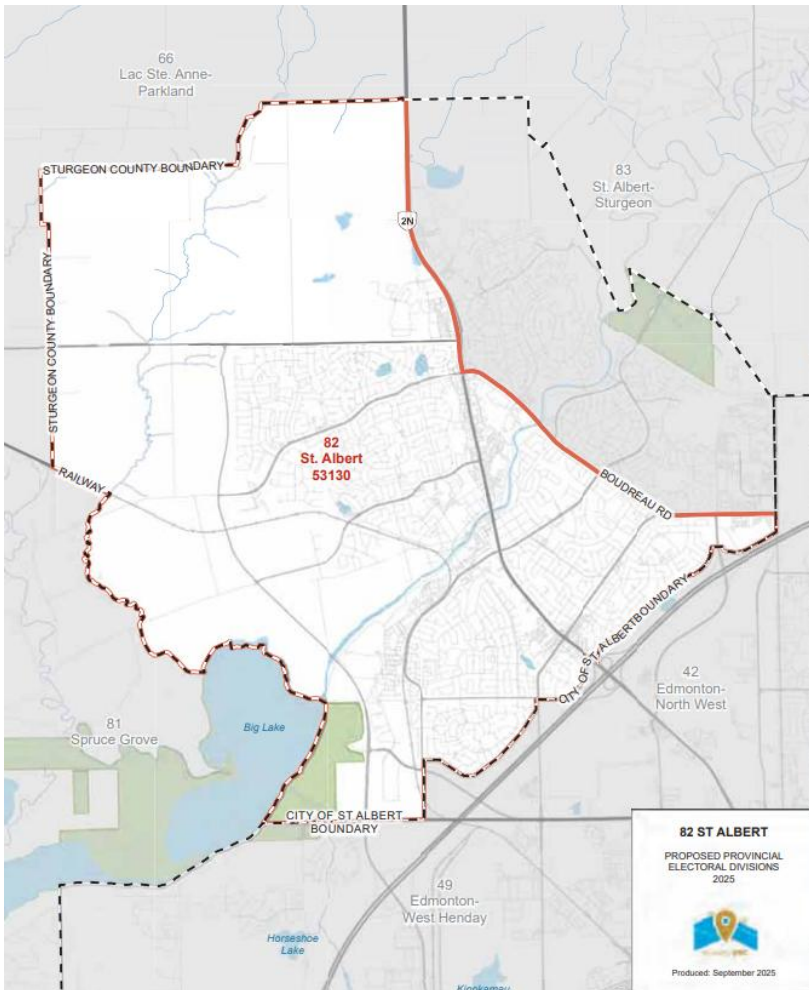 66
Lac Ste. Anne-
Parkland
STURGEON COUNTY BOUNDARY
83
St. Albert-
Sturgeon
2N
STURGEON COUNTY BOUNDARY
82
St. Albert
53130
RAILWAY
BOUDREAU RD
CITY OF ST. ALBERT BOUNDARY
42
Edmonton-
North West
81
Spruce Grove
Big Lake
CITY OF ST ALBERT
BOUNDARY
49
Edmonton-
West Henday
Horseshoe
Lake
82 ST ALBERT
PROPOSED PROVINCIAL
ELECTORAL DIVISIONS
2025
Produced: September 2025